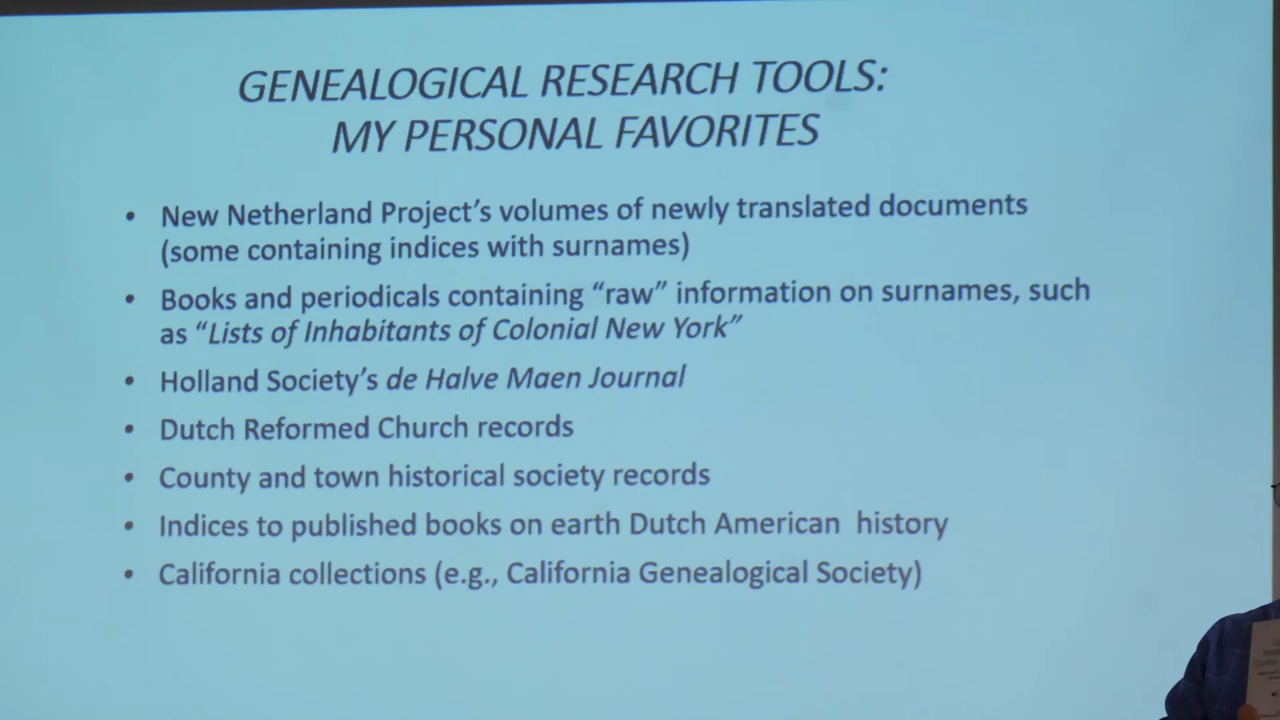 GENEALOGICAL RESEARCH TOOLS:
MY PERSONAL FAVORITES
• New Netherland Project's volumes of newly translated documents
(some containing indices with surnames)
• Books and periodicals containing “raw” information on surnames, such
as “Lists of Inhabitants of Colonial New York”
• Holland Society's de Halve Maen Journal
• Dutch Reformed Church records
• County and town historical society records
• Indices to published books on earth Dutch American history
• California collections (e.g., California Genealogical Society)